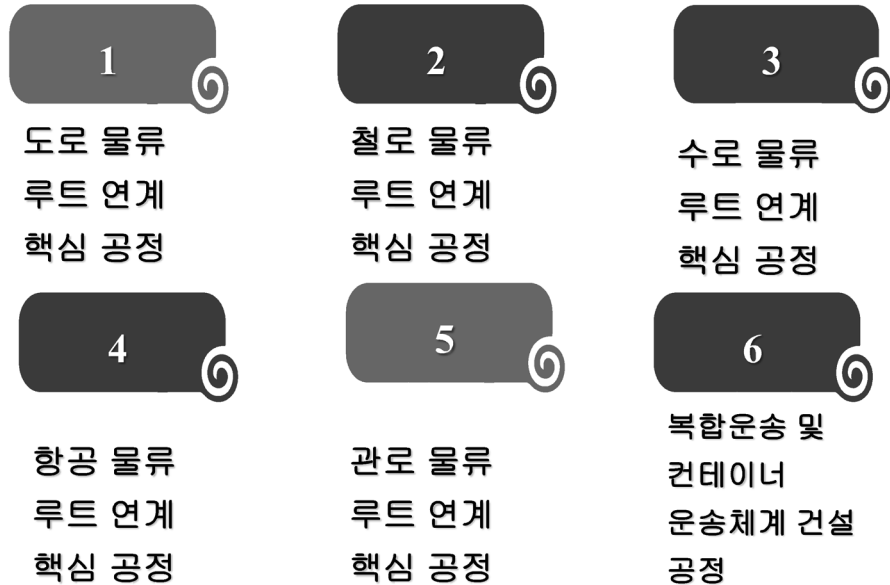 1
도로 물류
루트 연계
핵심 공정
2
철로 물류
루트 연계
핵심 공정
3
수로 물류
루트 연계
핵심 공정
4
항공 물류
루트 연계
핵심 공정
5
관로 물류
루트 연계
핵심 공정
6
복합운송 및
컨테이너
운송체계 건설
공정